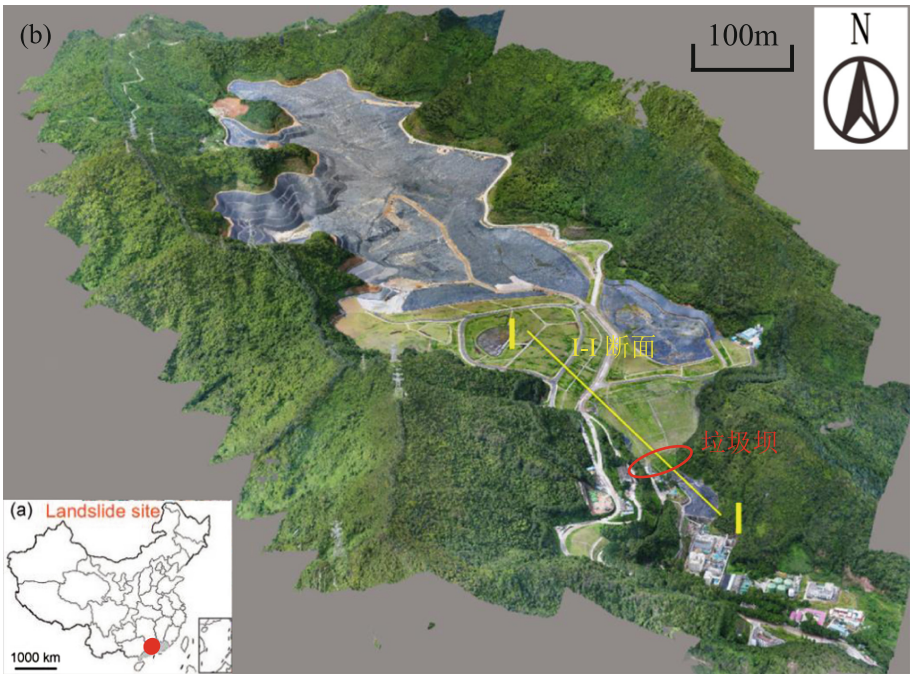 (b)
100m
N
I
I-I 断面
垃圾坝
I
(a)
Landslide site
1000 km